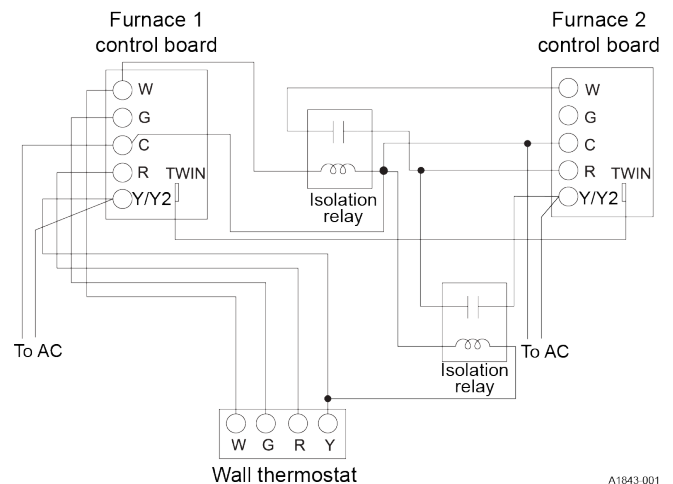 Furnace 1
control board
Furnace 2
control board
W
G
C
R
TWIN
Y/Y2
W
G
C
R
TWIN
Y/Y2
Isolation
relay
To AC
To AC
Isolation
relay
W G R Y
Wall thermostat
A1843-001